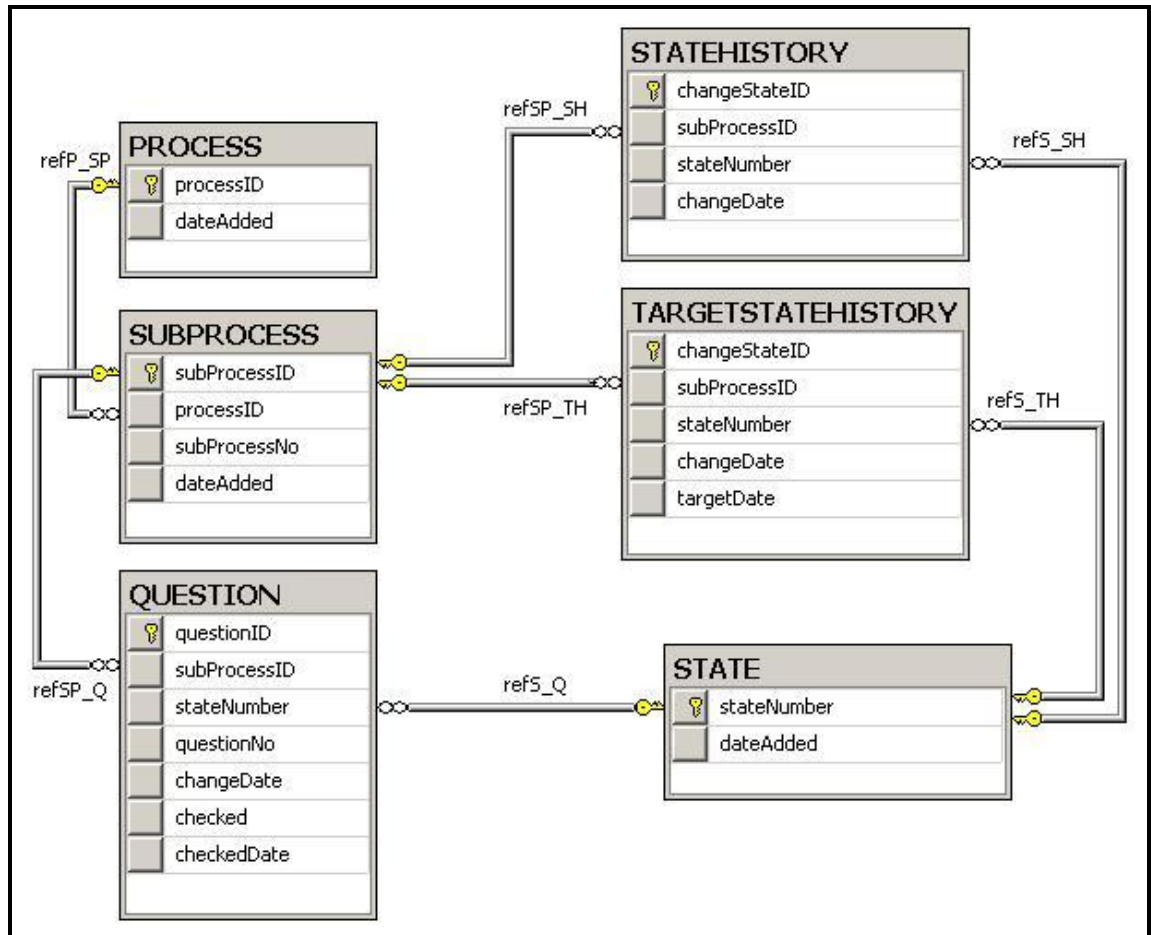 PROCESS
processID
dateAdded
refP_SP
SUBPROCESS
subProcessID
processID
subProcessNo
dateAdded
QUESTION
questionID
subProcessID
stateNumber
questionNo
changeDate
checked
checkedDate
refSP_Q
refSP_SH
STATEHISTORY
changeStateID
subProcessID
stateNumber
changeDate
refS_SH
TARGETSTATEHISTORY
changeStateID
subProcessID
stateNumber
changeDate
targetDate
refSP_TH
refS_TH
refS_Q
STATE
stateNumber
dateAdded